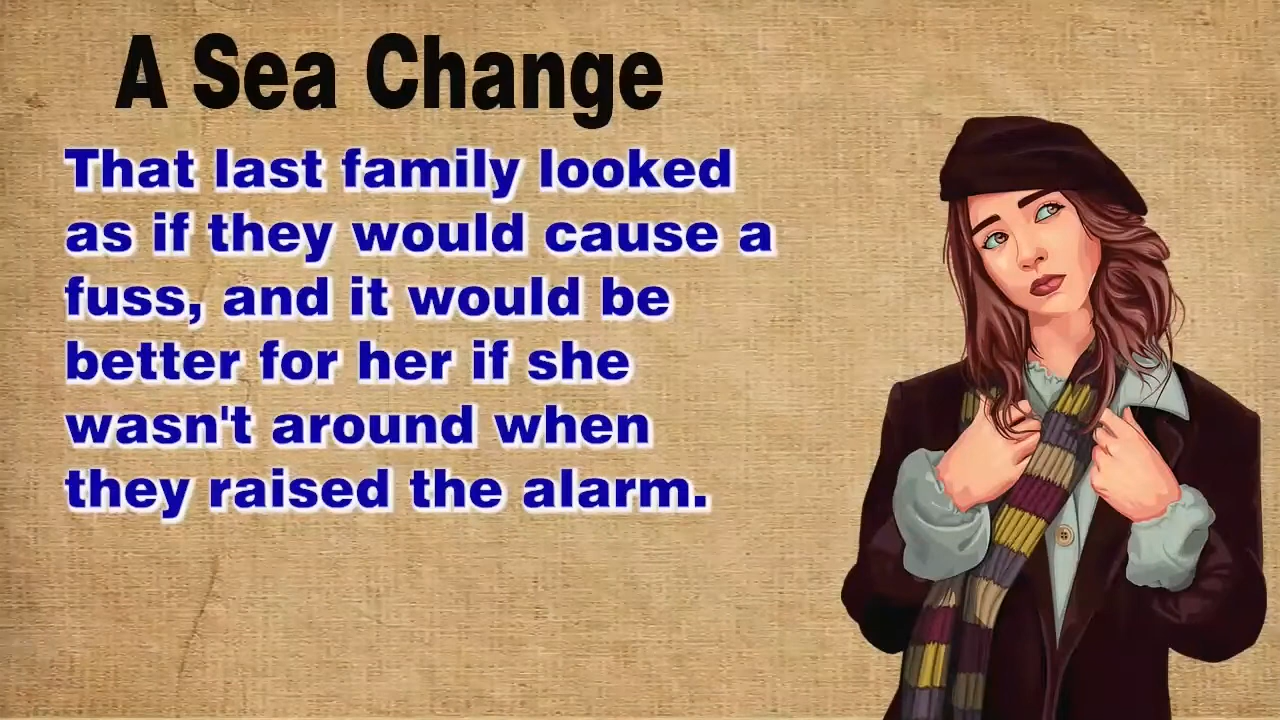 A Sea Change
That last family looked
as if they would cause a
fuss, and it would be
better for her if she
wasn't around when
they raised the alarm.